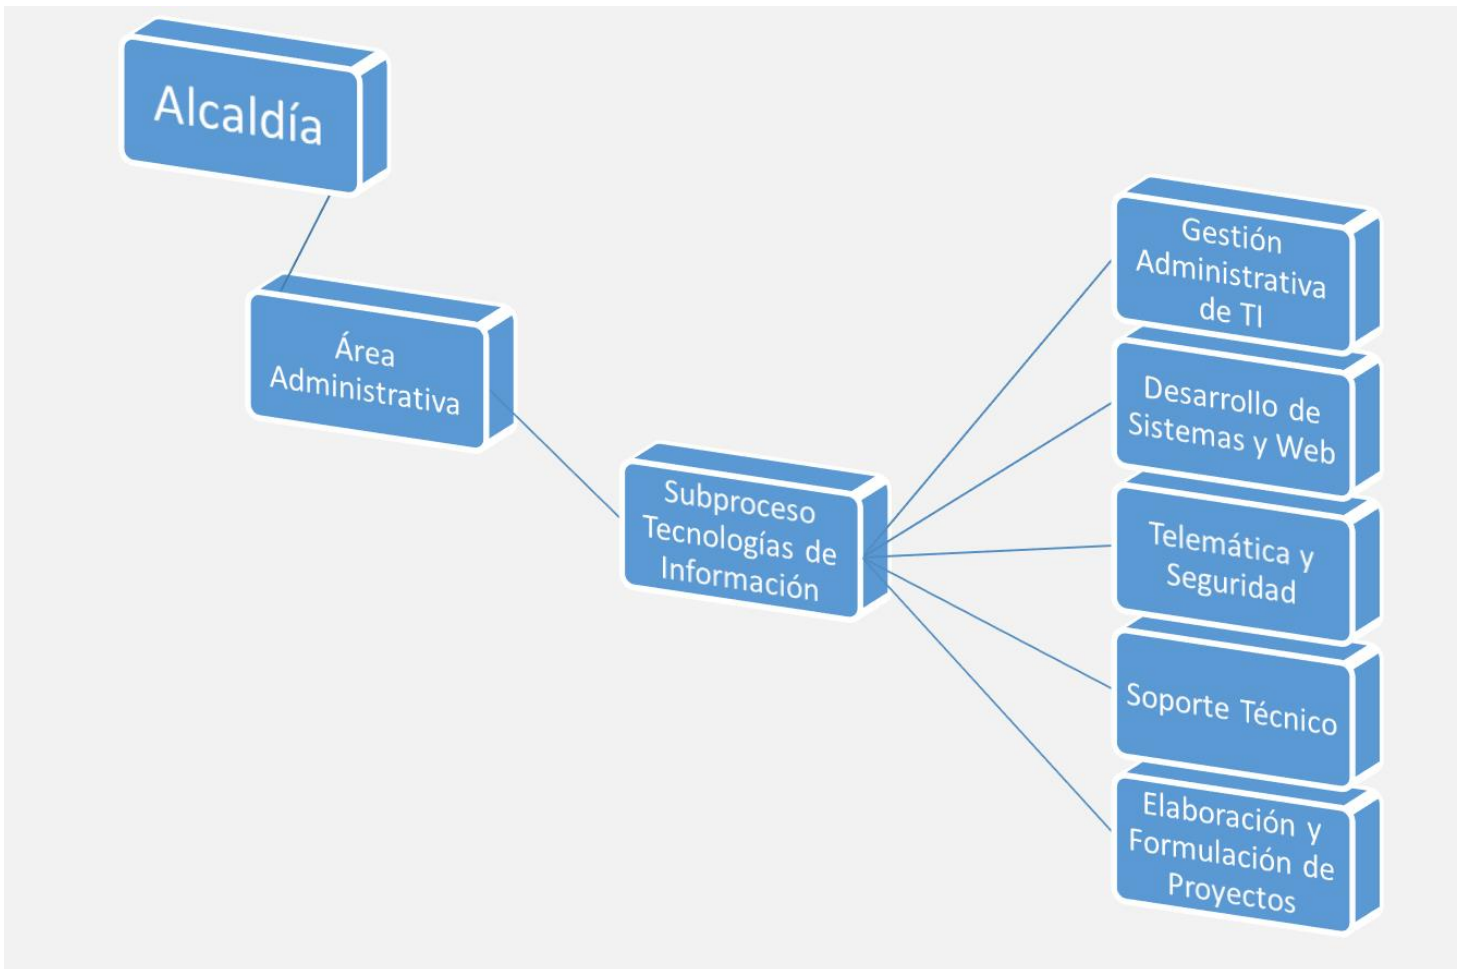 Alcaldía
Área
Administrativa
Subproceso
Tecnologías de
Información
Gestión
Administrativa
de TI
Desarrollo de
Sistemas y Web
Telemática y
Seguridad
Soporte Técnico
Elaboración y
Formulación de
Proyectos